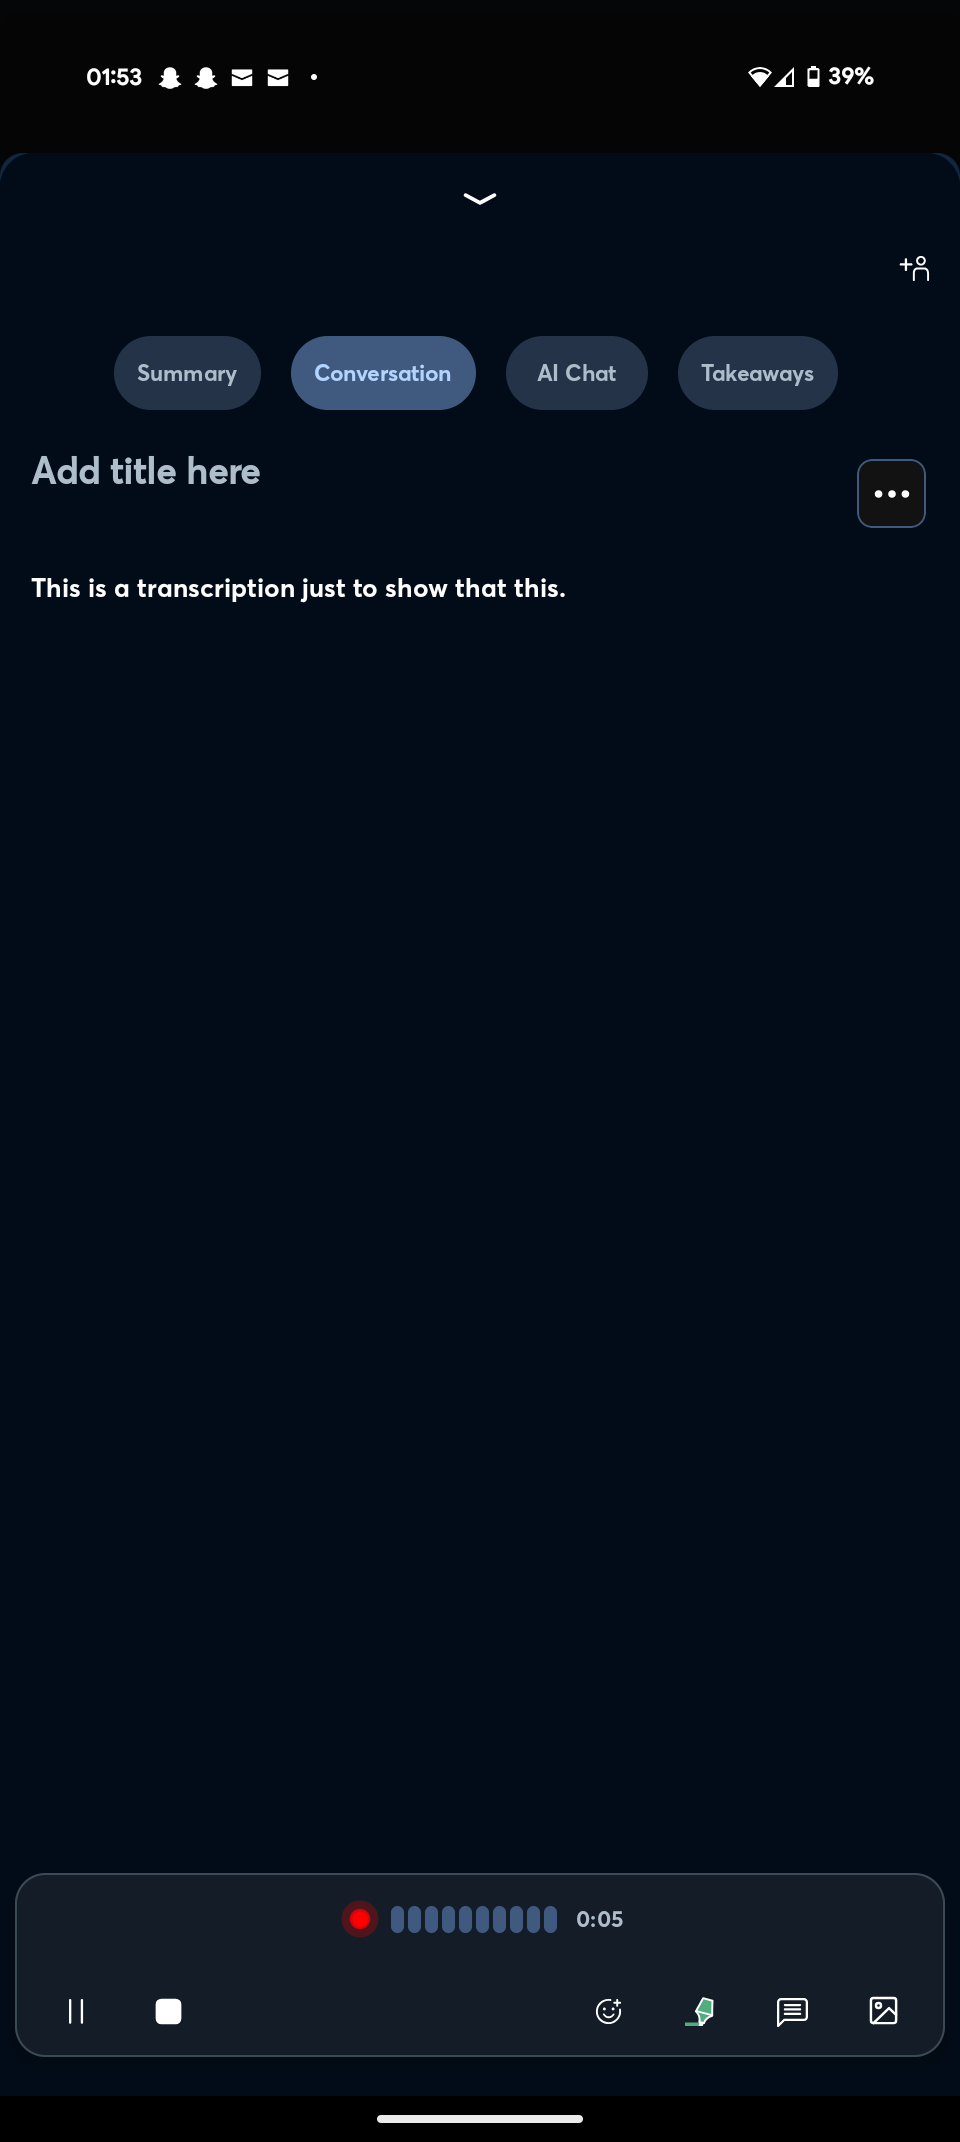 01:53 39%
Summary Conversation AI Chat Takeaways
Add title here
This is a transcription just to show that this.
0:05